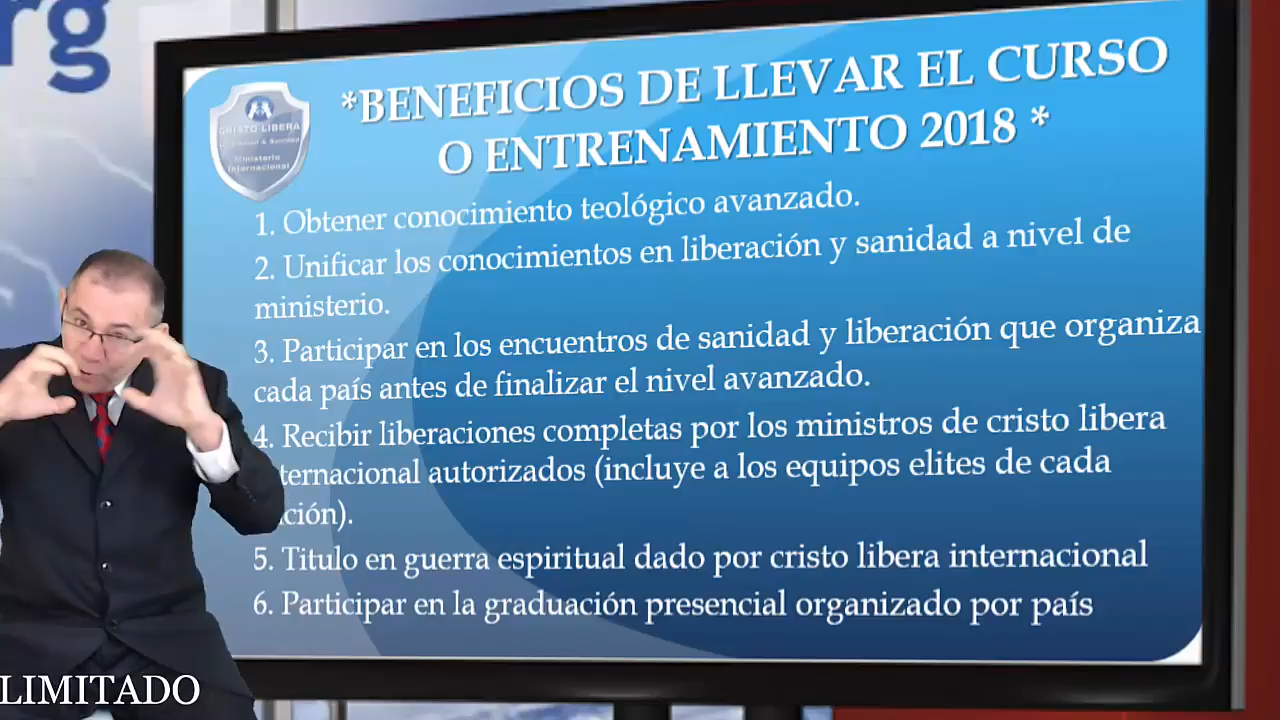 rg
*BENEFICIOS DE LLEVAR EL CURSO
O ENTRENAMIENTO 2018 *
CRISTO LIBERA
& Sanidad
Ministerio
Internacional
1. Obtener conocimiento teológico avanzado.
2. Unificar los conocimientos en liberación y sanidad a nivel de
ministerio.
3. Participar en los encuentros de sanidad y liberación que organiza
cada país antes de finalizar el nivel avanzado.
4. Recibir liberaciones completas por los ministros de cristo libera
ternacional autorizados (incluye a los equipos elites de cada
ción).
5. Titulo en guerra espiritual dado por cristo libera internacional
6. Participar en la graduación presencial organizado por país
LIMITADO